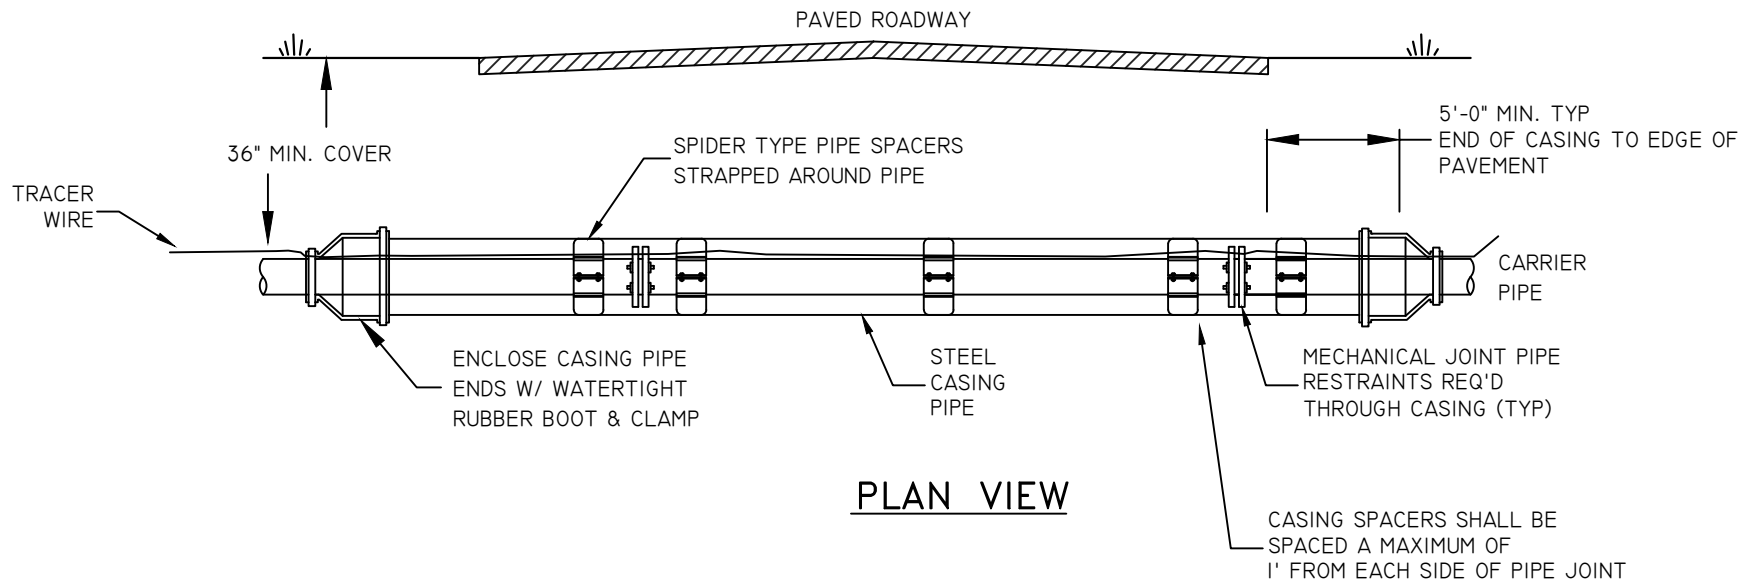 PAVED ROADWAY
5'-0" MIN. TYP
END OF CASING TO EDGE OF
PAVEMENT
36" MIN. COVER
SPIDER TYPE PIPE SPACERS
STRAPPED AROUND PIPE
TRACER
WIRE
CARRIER
PIPE
ENCLOSE CASING PIPE
ENDS W/ WATERTIGHT
RUBBER BOOT & CLAMP
STEEL
CASING
PIPE
MECHANICAL JOINT PIPE
RESTRAINTS REQ'D
THROUGH CASING (TYP)
PLAN VIEW
CASING SPACERS SHALL BE
SPACED A MAXIMUM OF
1' FROM EACH SIDE OF PIPE JOINT